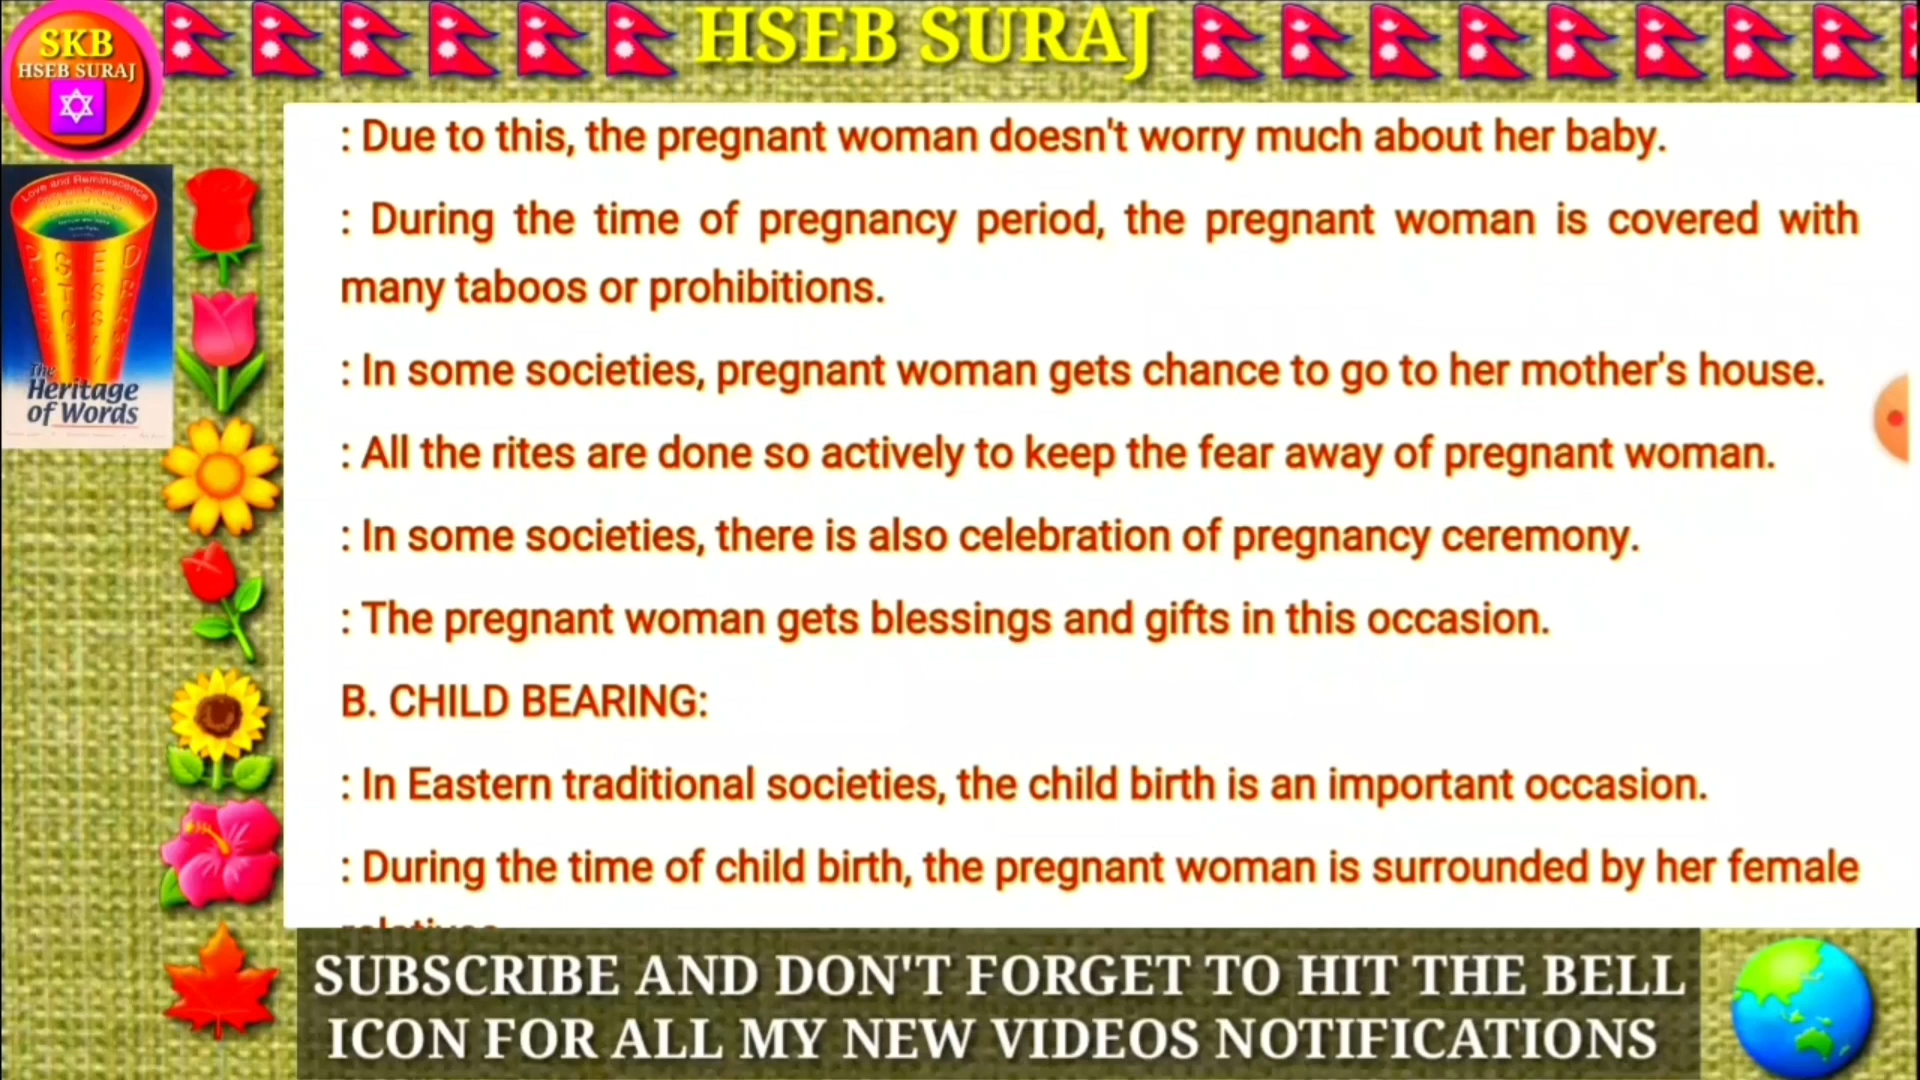 SKB
HSEB SURAJ
HSEB SURAJ
Love and Reminiscence
The
Heritage
of Words
: Due to this, the pregnant woman doesn't worry much about her baby.
: During the time of pregnancy period, the pregnant woman is covered with
many taboos or prohibitions.
: In some societies, pregnant woman gets chance to go to her mother's house.
: All the rites are done so actively to keep the fear away of pregnant woman.
: In some societies, there is also celebration of pregnancy ceremony.
: The pregnant woman gets blessings and gifts in this occasion.
B. CHILD BEARING:
: In Eastern traditional societies, the child birth is an important occasion.
: During the time of child birth, the pregnant woman is surrounded by her female
SUBSCRIBE AND DON'T FORGET TO HIT THE BELL
ICON FOR ALL MY NEW VIDEOS NOTIFICATIONS